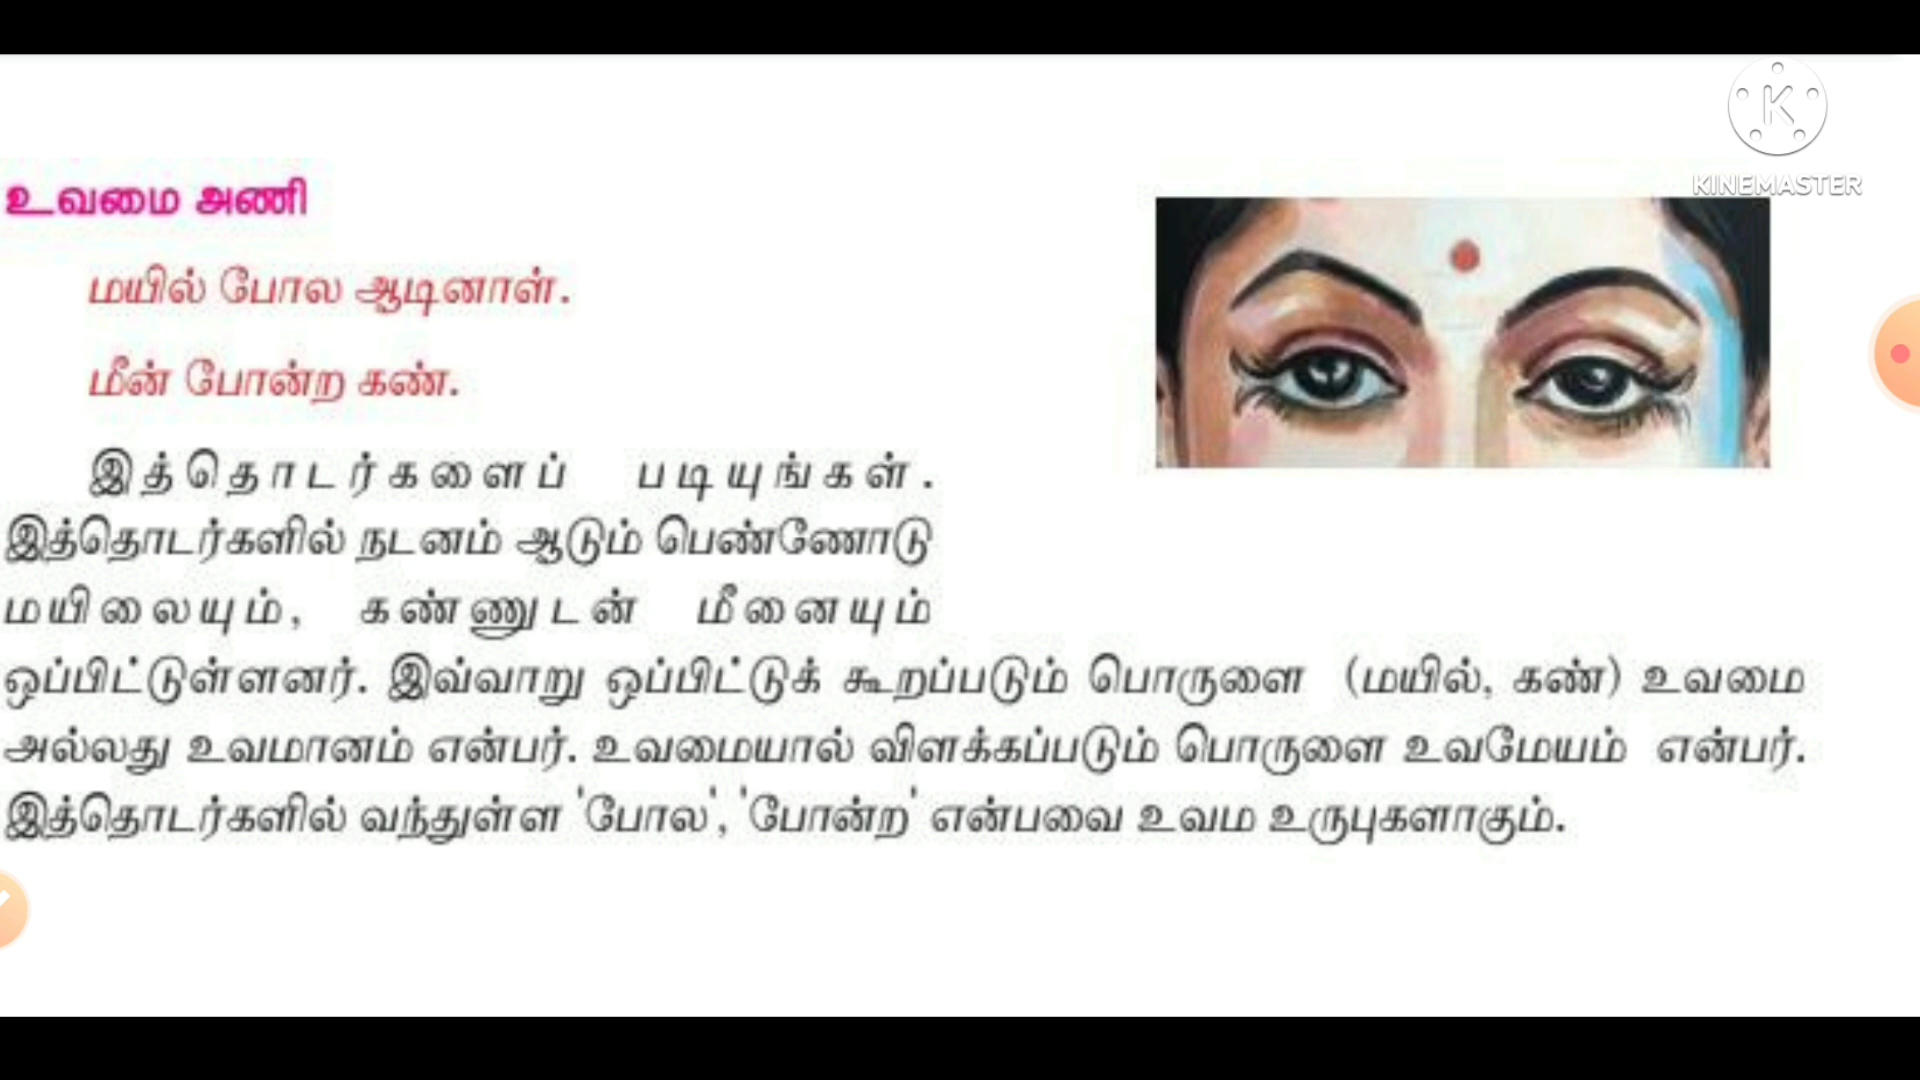 KINEMASTER
உவமை அணி
மயில் போல ஆடினாள்.
மீன் போன்ற கண்.
இத்தொடர்களைப் படியுங்கள்.
இத்தொடர்களில் நடனம் ஆடும் பெண்ணோடு
மயிலையும், கண்ணுடன் மீனையும்
ஒப்பிட்டுள்ளனர். இவ்வாறு ஒப்பிட்டுக் கூறப்படும் பொருளை (மயில், கண்) உவமை
அல்லது உவமானம் என்பர். உவமையால் விளக்கப்படும் பொருளை உவமேயம் என்பர்.
இத்தொடர்களில் வந்துள்ள 'போல', 'போன்ற' என்பவை உவம உருபுகளாகும்.